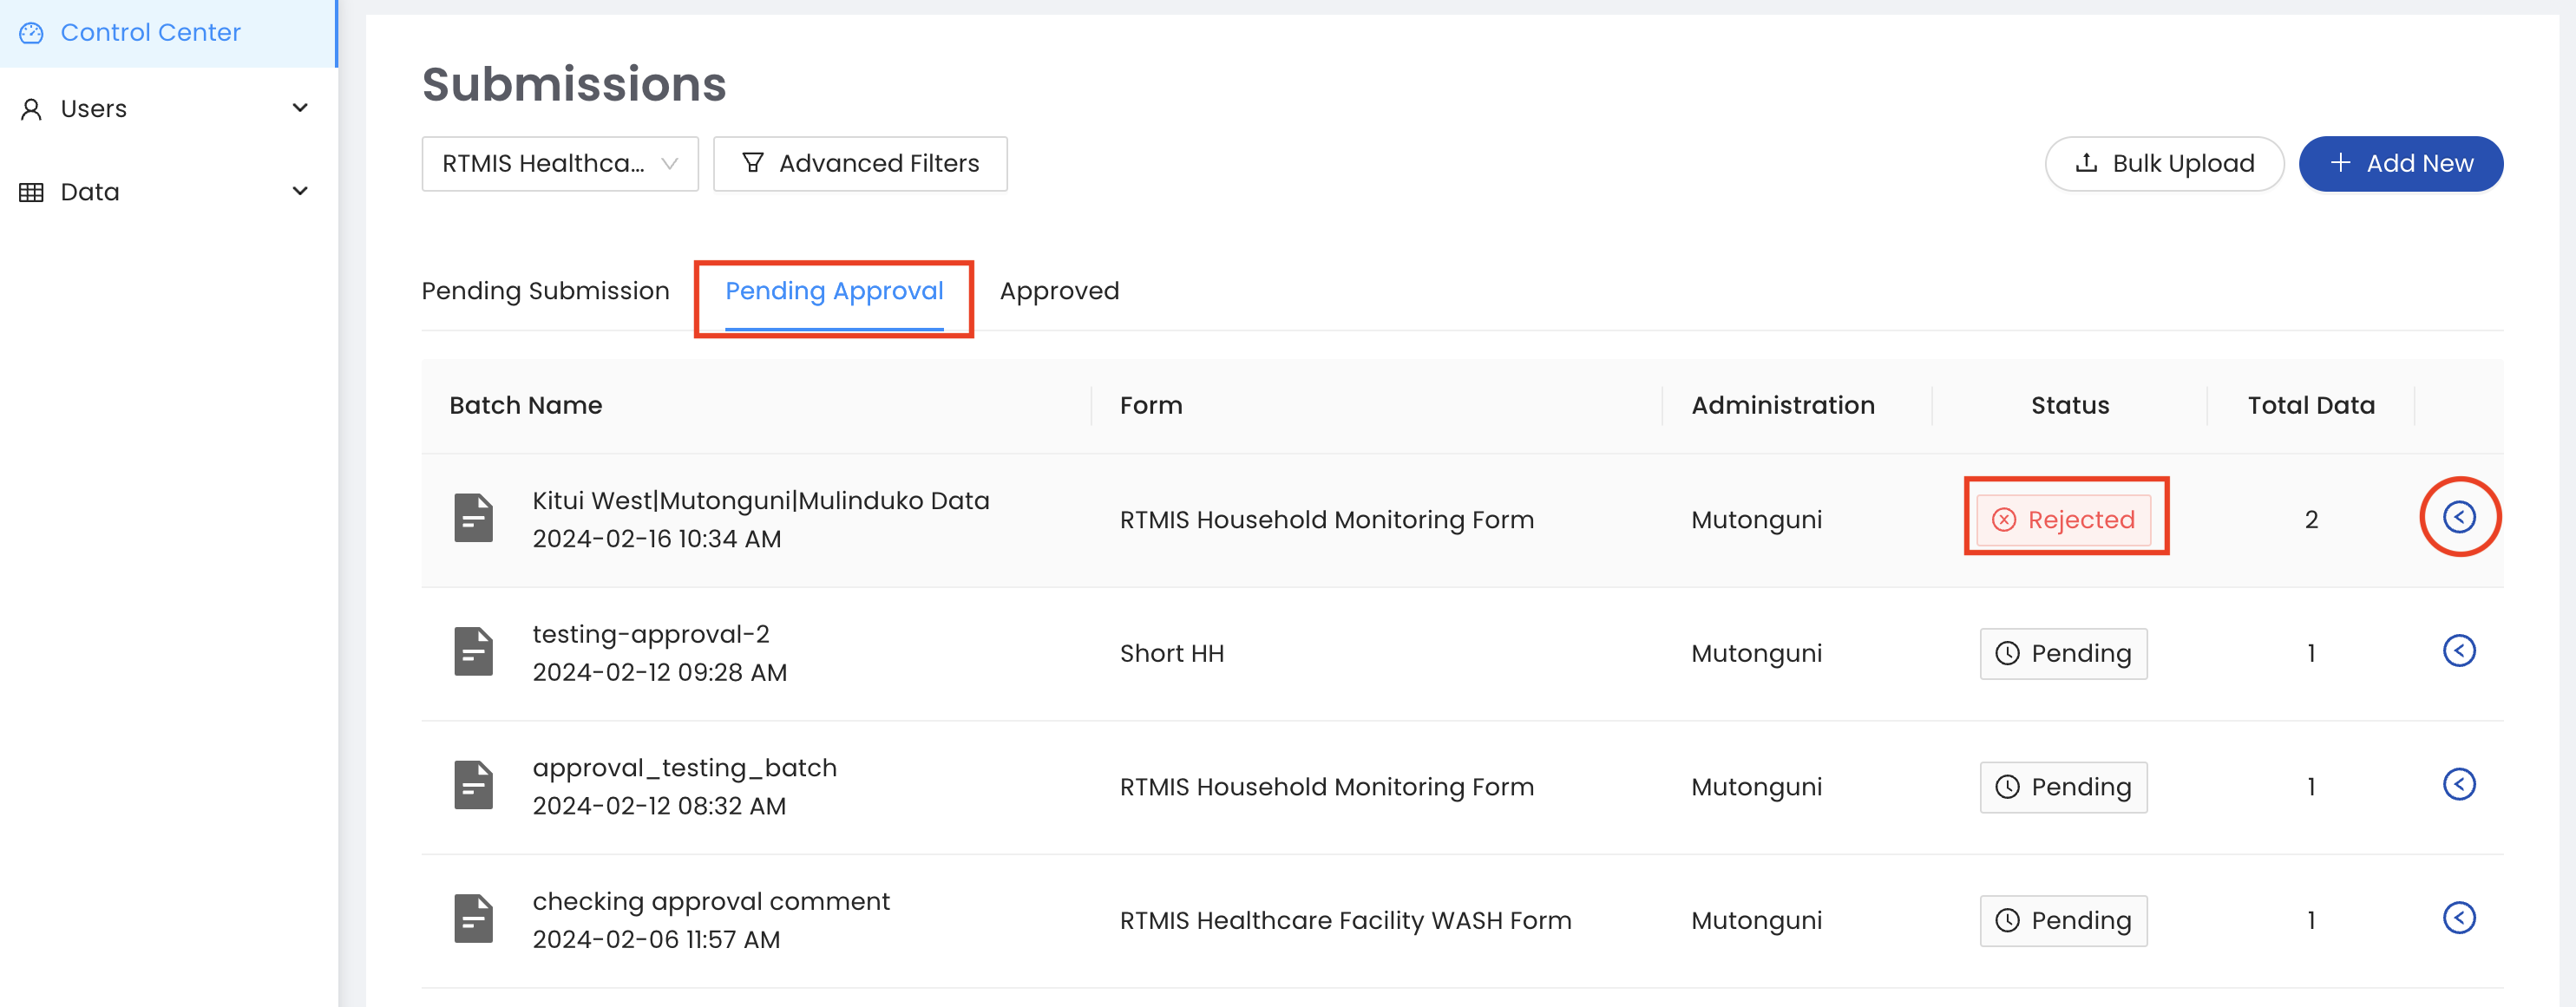 Control Center
Users
Data
Submissions
RTMIS Healthca...
Advanced Filters
Bulk Upload
Add New
Pending Submission
Pending Approval
Approved
Batch Name
Form
Administration
Status
Total Data
Kitui West|Mutonguni|Mulinduko Data
2024-02-16 10:34 AM
RTMIS Household Monitoring Form
Mutonguni
Rejected
2
testing-approval-2
2024-02-12 09:28 AM
Short HH
Mutonguni
Pending
1
approval_testing_batch
2024-02-12 08:32 AM
RTMIS Household Monitoring Form
Mutonguni
Pending
1
checking approval comment
2024-02-06 11:57 AM
RTMIS Healthcare Facility WASH Form
Mutonguni
Pending
1